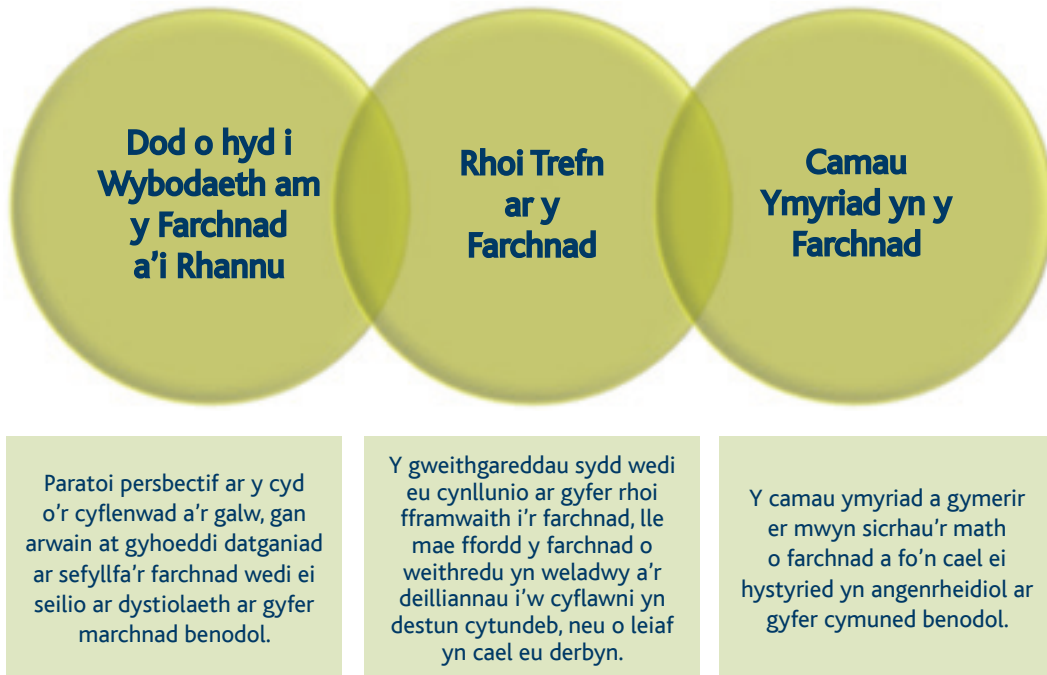 Dod o hyd i
Wybodaeth am
y Farchnad
a'i Rhannu
Rhoi Trefn
ar y
Farchnad
Camau
Ymyriad yn y
Farchnad
Paratoi persbectif ar y cyd
o'r cyflenwad a'r galw, gan
arwain at gyhoeddi datganiad
ar sefyllfa'r farchnad wedi ei
seilio ar dystiolaeth ar gyfer
marchnad benodol.
Y gweithgareddau sydd wedi
eu cynllunio ar gyfer rhoi
fframwaith i'r farchnad, lle
mae ffordd y farchnad o
weithredu yn weladwy a'r
deilliannau i'w cyflawni yn
destun cytundeb, neu o leiaf
yn cael eu derbyn.
Y camau ymyriad a gymerir
er mwyn sicrhau'r math
o farchnad a fo'n cael ei
hystyried yn angenrheidiol ar
gyfer cymuned benodol.